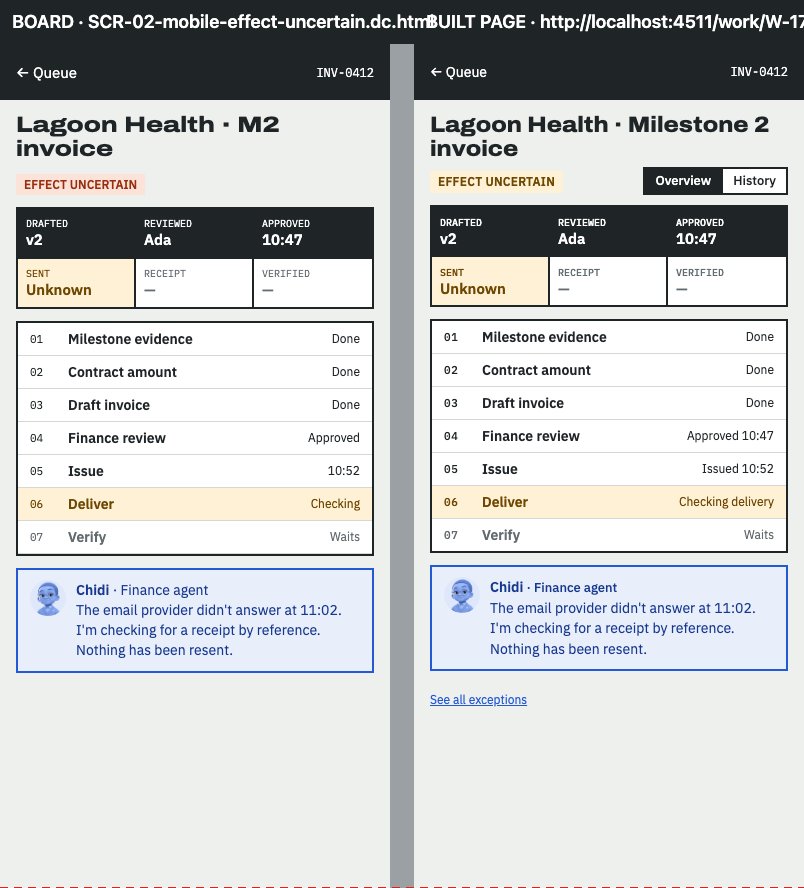 BOARD · SCR-02-mobile-effect-uncertain.dc.html
← Queue
INV-0412
Lagoon Health · M2
invoice
EFFECT UNCERTAIN
DRAFTED
REVIEWED
APPROVED
v2
Ada
10:47
SENT
RECEIPT
VERIFIED
Unknown
—
—
01 Milestone evidence Done
02 Contract amount Done
03 Draft invoice Done
04 Finance review Approved
05 Issue 10:52
06 Deliver Checking
07 Verify Waits
Chidi · Finance agent
The email provider didn't answer at 11:02.
I'm checking for a receipt by reference.
Nothing has been resent.
BUILT PAGE · http://localhost:4511/work/W-17
← Queue
INV-0412
Lagoon Health · Milestone 2
invoice
EFFECT UNCERTAIN
Overview
History
DRAFTED
REVIEWED
APPROVED
v2
Ada
10:47
SENT
RECEIPT
VERIFIED
Unknown
—
—
01 Milestone evidence Done
02 Contract amount Done
03 Draft invoice Done
04 Finance review Approved 10:47
05 Issue Issued 10:52
06 Deliver Checking delivery
07 Verify Waits
Chidi · Finance agent
The email provider didn't answer at 11:02.
I'm checking for a receipt by reference.
Nothing has been resent.
See all exceptions